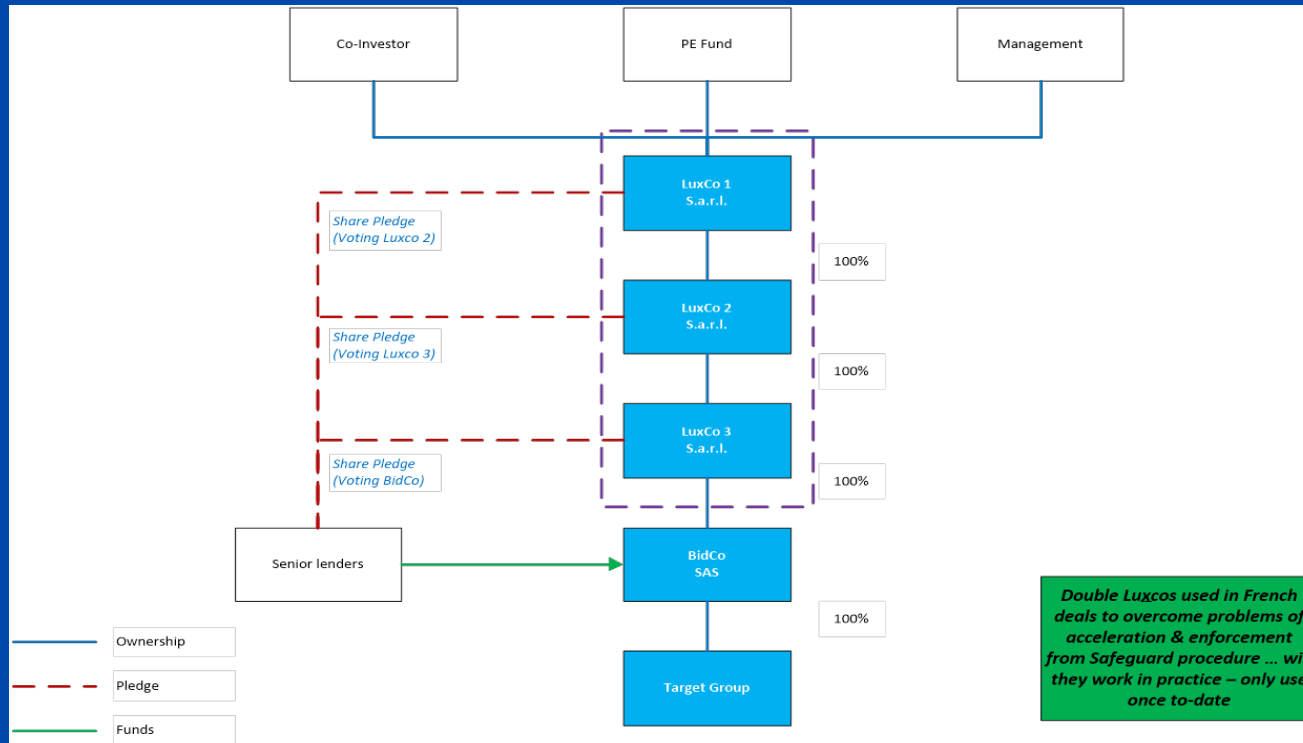 Co-Investor
PE Fund
Management
LuxCo 1
S.a.r.l.
Share Pledge
(Voting Luxco 2)
100%
LuxCo 2
S.a.r.l.
Share Pledge
(Voting Luxco 3)
100%
LuxCo 3
S.a.r.l.
Share Pledge
(Voting BidCo)
100%
Senior lenders
BidCo
SAS
100%
Target Group
Ownership
Pledge
Funds
Double Luxcos used in French
deals to overcome problems of
acceleration & enforcement
from Safeguard procedure ...
they work in practice – only
once to-date